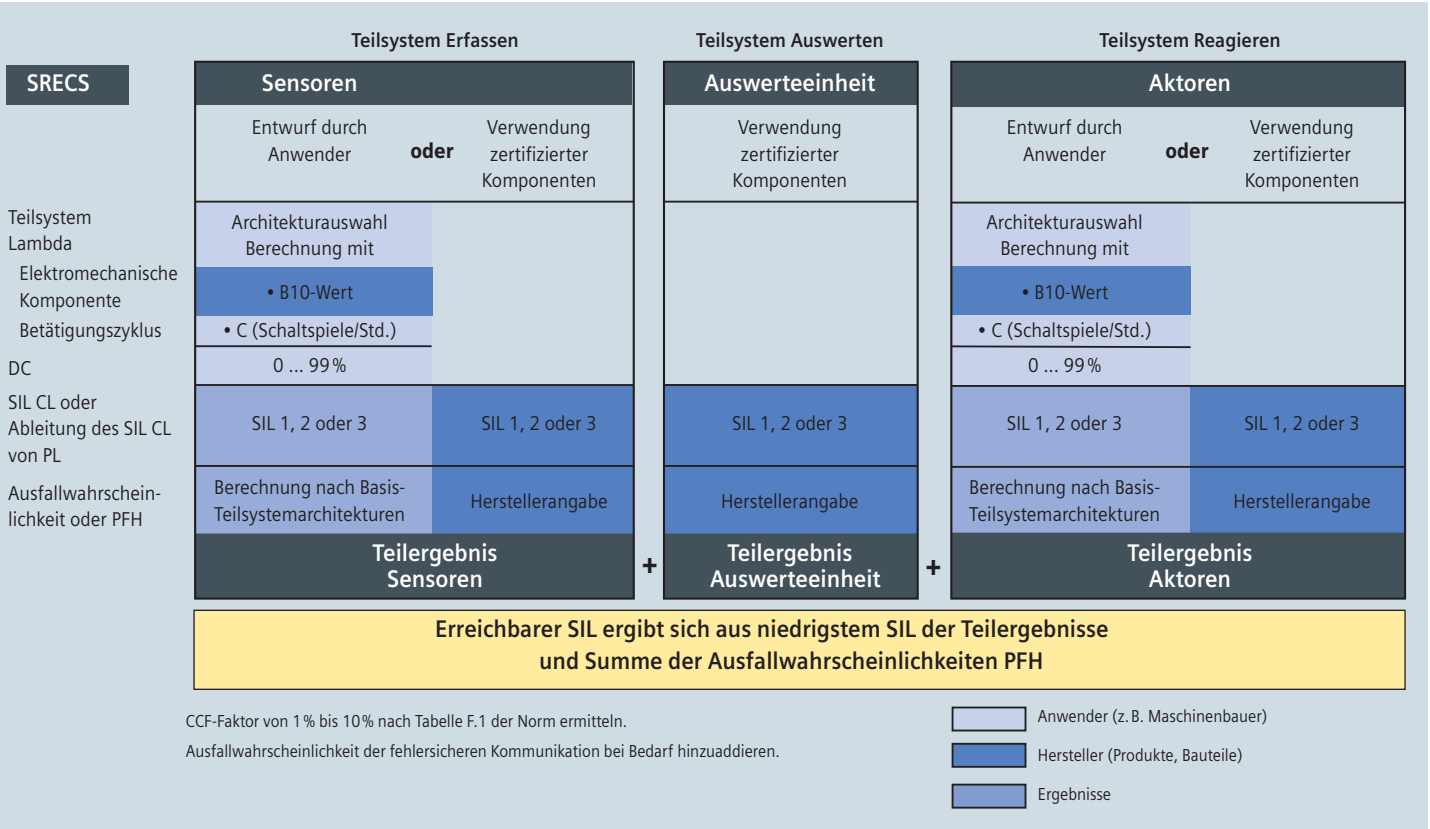 Teilsystem Erfassen
Teilsystem Auswerten
Teilsystem Reagieren
SRECS
Sensoren
Auswerteeinheit
Aktoren
Entwurf durch
Anwender
oder
Verwendung
zertifizierter
Komponenten
Verwendung
zertifizierter
Komponenten
Entwurf durch
Anwender
oder
Verwendung
zertifizierter
Komponenten
Teilsystem
Lambda
Architekturauswahl
Berechnung mit
Architekturauswahl
Berechnung mit
Elektromechanische
Komponente
• B10-Wert
• B10-Wert
Betätigungszyklus
• C (Schaltspiele/Std.)
• C (Schaltspiele/Std.)
DC
0 ... 99 %
0 ... 99 %
SIL CL oder
Ableitung des SIL CL
von PL
SIL 1, 2 oder 3
SIL 1, 2 oder 3
SIL 1, 2 oder 3
SIL 1, 2 oder 3
SIL 1, 2 oder 3
Ausfallwahrschein-
lichkeit oder PFH
Berechnung nach Basis-
Teilsystemarchitekturen
Herstellerangabe
Herstellerangabe
Berechnung nach Basis-
Teilsystemarchitekturen
Herstellerangabe
Teilergebnis
Sensoren
+
Teilergebnis
Auswerteeinheit
+
Teilergebnis
Aktoren
Erreichbarer SIL ergibt sich aus niedrigstem SIL der Teilergebnisse
und Summe der Ausfallwahrscheinlichkeiten PFH
CCF-Faktor von 1 % bis 10 % nach Tabelle F.1 der Norm ermitteln.
Ausfallwahrscheinlichkeit der fehlersicheren Kommunikation bei Bedarf hinzuaddieren.
Anwender (z. B. Maschinenbauer)
Hersteller (Produkte, Bauteile)
Ergebnisse